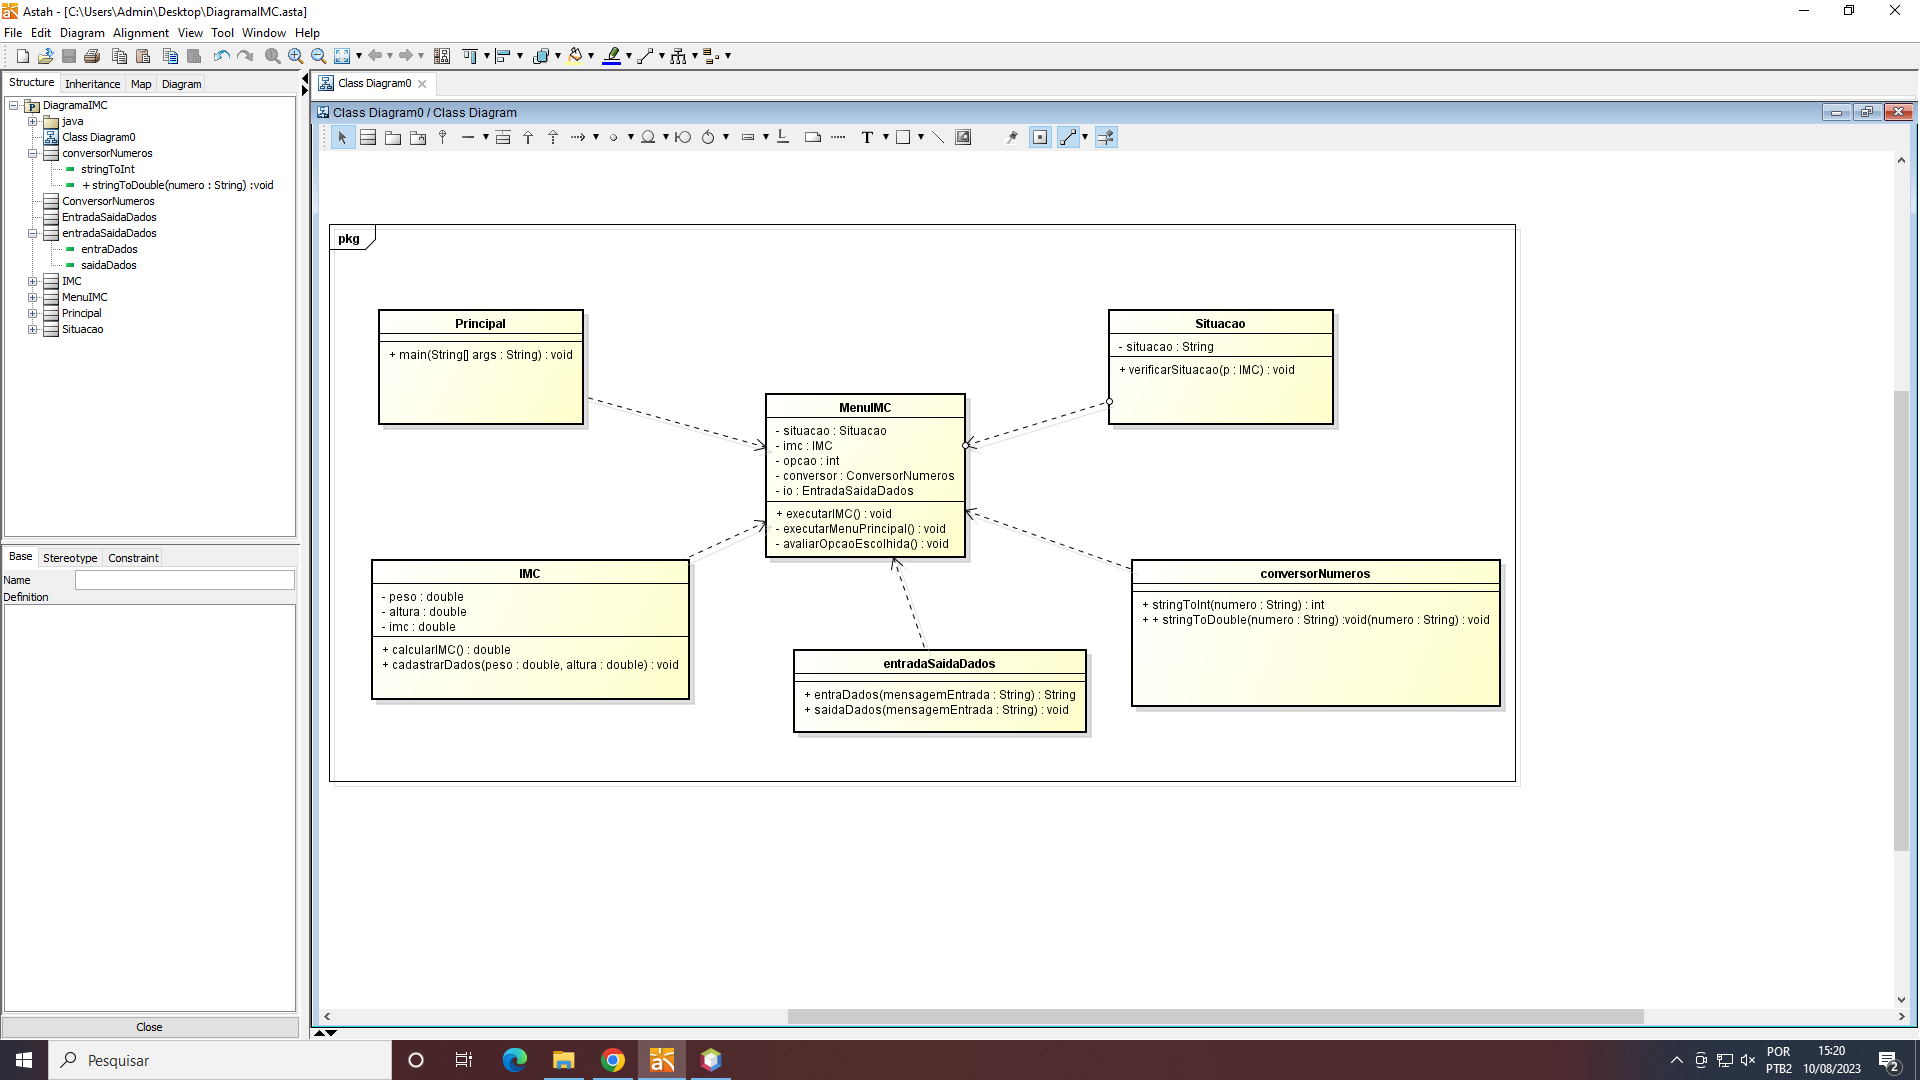 Astah - [C:\Users\Admin\Desktop\DiagramaIMC.asta]
File Edit Diagram Alignment View Tool Window Help
Structure Inheritance Map Diagram
DiagramaIMC
java
Class Diagram0
conversorNumeros
stringToInt
+ stringToDouble(numero : String) :void
ConversorNumeros
EntradaSaidaDados
entradaSaidaDados
entraDados
saidaDados
IMC
MenuIMC
Principal
Situacao
Base Stereotype Constraint
Name
Definition
Close
Class Diagram0
Class Diagram0 / Class Diagram
T
pkg
Principal
+ main(String[] args : String) : void
Situacao
- situacao : String
+ verificarSituacao(p : IMC) : void
MenuIMC
- situacao : Situacao
- imc : IMC
- opcao : int
- conversor : ConversorNumeros
- io : EntradaSaidaDados
+ executarIMC() : void
- executarMenuPrincipal() : void
- avaliarOpcaoEscolhida() : void
IMC
- peso : double
- altura : double
- imc : double
+ calcularIMC() : double
+ cadastrarDados(peso : double, altura : double) : void
entradaSaidaDados
+ entraDados(mensagemEntrada : String) : String
+ saidaDados(mensagemEntrada : String) : void
conversorNumeros
+ stringToInt(numero : String) : int
+ + stringToDouble(numero : String) :void(numero : String) : void
Pesquisar
POR
PTB2
15:20
10/08/2023
2